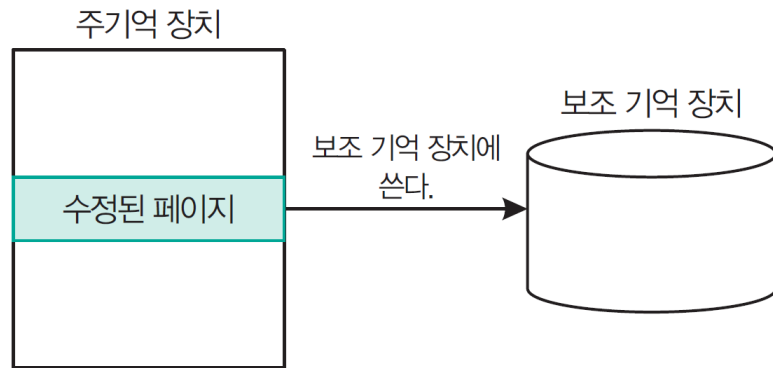 주기억 장치
보조 기억 장치
보조 기억 장치에
쓴다.
수정된 페이지